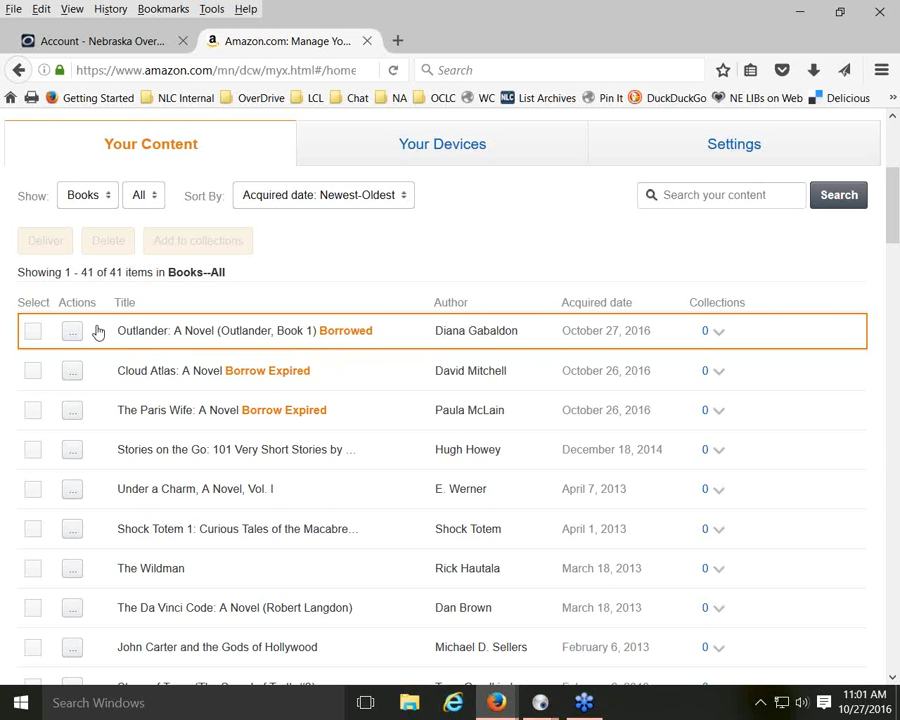 File Edit View History Bookmarks Tools Help
Account - Nebraska Over...
Amazon.com: Manage Yo...
https://www.amazon.com/mn/dcw/myx.html#/home
Search
Getting Started NLC Internal OverDrive LCL Chat NA OCLC WC NLC List Archives Pin It DuckDuckGo NE LIBs on Web Delicious »
Your Content Your Devices Settings
Show: Books All Sort By: Acquired date: Newest-Oldest Search your content Search
Deliver Delete Add to collections
Showing 1 - 41 of 41 items in Books--All
Select Actions Title Author Acquired date Collections
... Outlander: A Novel (Outlander, Book 1) Borrowed Diana Gabaldon October 27, 2016 0
... Cloud Atlas: A Novel Borrow Expired David Mitchell October 26, 2016 0
... The Paris Wife: A Novel Borrow Expired Paula McLain October 26, 2016 0
... Stories on the Go: 101 Very Short Stories by ... Hugh Howey December 18, 2014 0
... Under a Charm, A Novel, Vol. I E. Werner April 7, 2013 0
... Shock Totem 1: Curious Tales of the Macabre... Shock Totem April 1, 2013 0
... The Wildman Rick Hautala March 18, 2013 0
... The Da Vinci Code: A Novel (Robert Langdon) Dan Brown March 18, 2013 0
... John Carter and the Gods of Hollywood Michael D. Sellers February 6, 2013 0
Search Windows
11:01 AM
10/27/2016